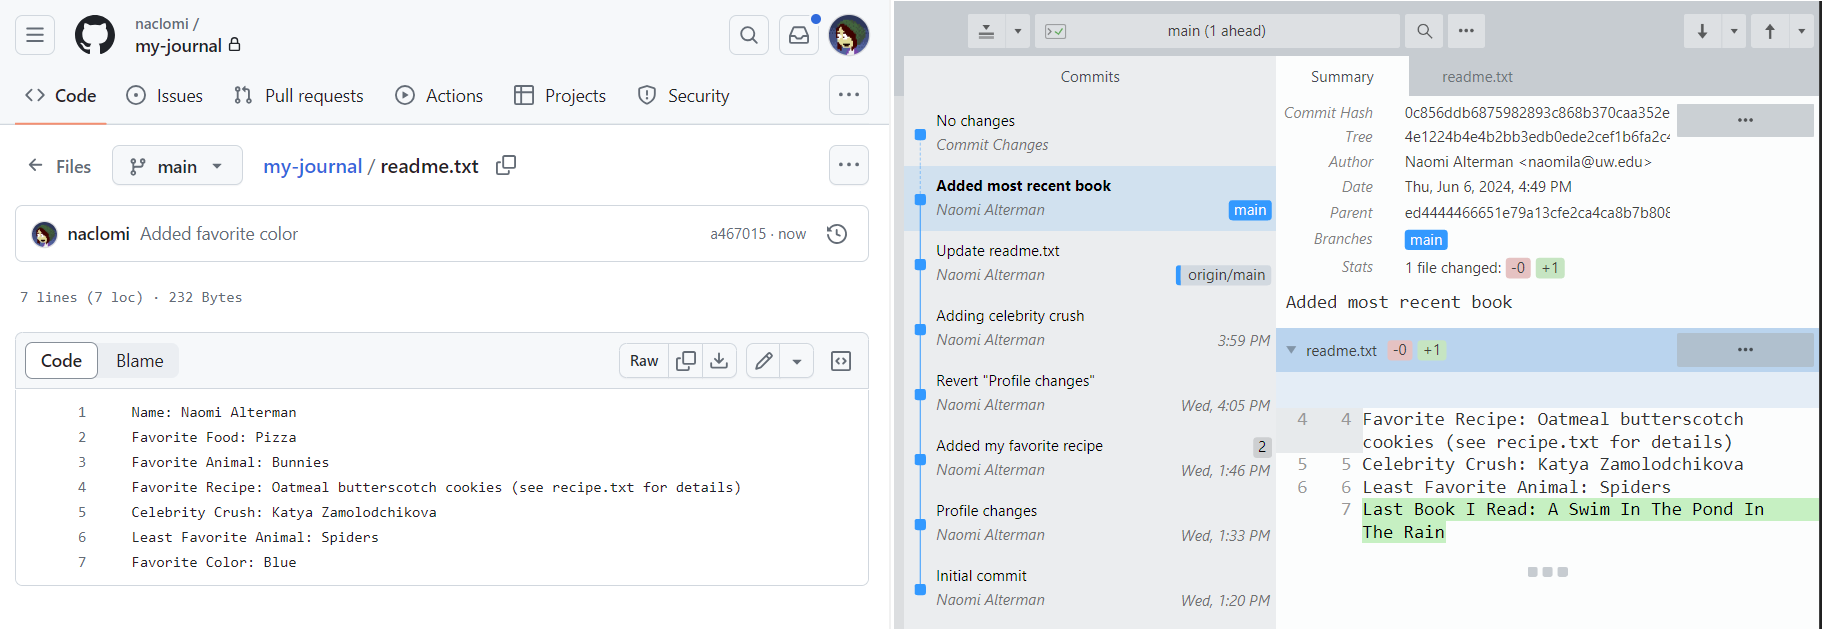 naclomi /
my-journal
Code
Issues
Pull requests
Actions
Projects
Security
Files
main
my-journal / readme.txt
naclomi Added favorite color
a467015 · now
7 lines (7 loc) · 232 Bytes
Code
Blame
Raw
1 Name: Naomi Alterman
2 Favorite Food: Pizza
3 Favorite Animal: Bunnies
4 Favorite Recipe: Oatmeal butterscotch cookies (see recipe.txt for details)
5 Celebrity Crush: Katya Zamolodchikova
6 Least Favorite Animal: Spiders
7 Favorite Color: Blue
main (1 ahead)
Commits
No changes
Commit Changes
Added most recent book
Naomi Alterman
main
Update readme.txt
Naomi Alterman
origin/main
Adding celebrity crush
Naomi Alterman
3:59 PM
Revert "Profile changes"
Naomi Alterman
Wed, 4:05 PM
Added my favorite recipe
2
Naomi Alterman
Wed, 1:46 PM
Profile changes
Naomi Alterman
Wed, 1:33 PM
Initial commit
Naomi Alterman
Wed, 1:20 PM
Summary
readme.txt
Commit Hash 0c856ddb6875982893c868b370caa352e
Tree 4e1224b4e4b2bb3edb0ede2cef1b6fa2c4
Author Naomi Alterman <naomila@uw.edu>
Date Thu, Jun 6, 2024, 4:49 PM
Parent ed4444466651e79a13cfe2ca4ca8b7b808
Branches main
Stats 1 file changed: -0 +1
Added most recent book
readme.txt -0 +1
4 4 Favorite Recipe: Oatmeal butterscotch
cookies (see recipe.txt for details)
5 5 Celebrity Crush: Katya Zamolodchikova
6 6 Least Favorite Animal: Spiders
7 Last Book I Read: A Swim In The Pond In
The Rain